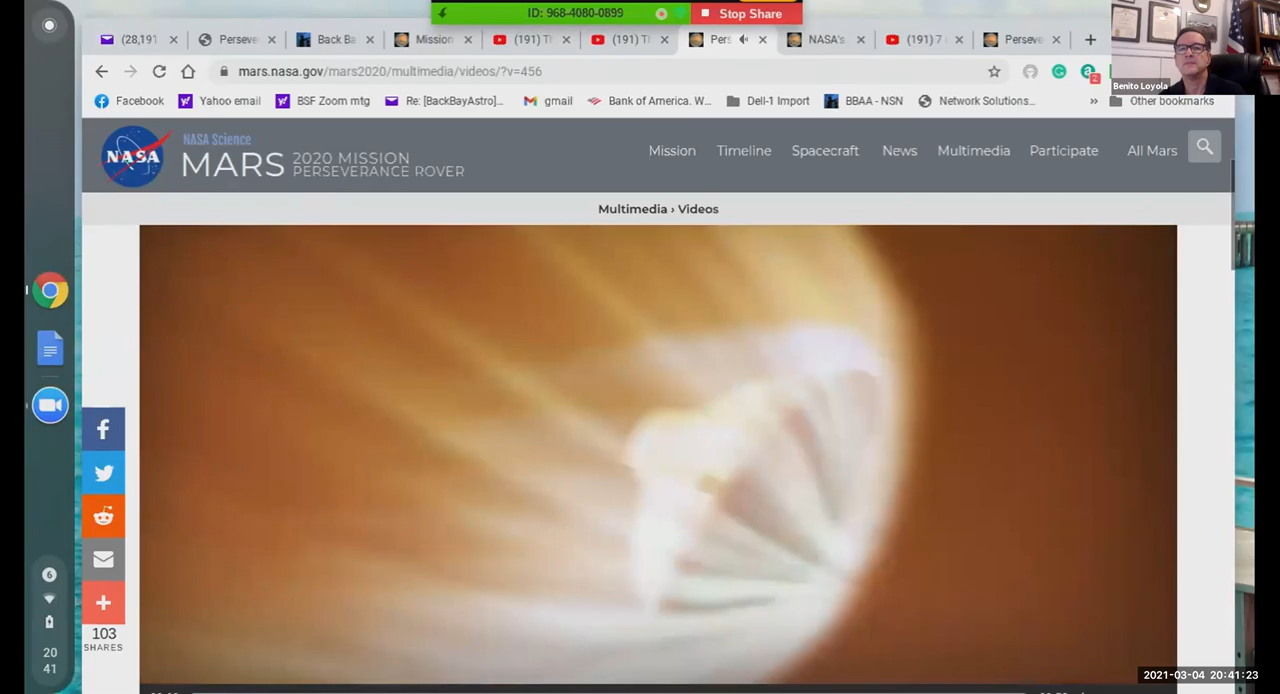 ID: 968-4080-0899
Stop Share
(28,191
Perseve
Back Ba
Mission
(191) Th
(191) Th
Pers
NASA's
(191) 7
Perseve
mars.nasa.gov/mars2020/multimedia/videos/?v=456
2
Benito Loyola
Facebook
Yahoo email
BSF Zoom mtg
Re: [BackBayAstro]...
gmail
Bank of America. W...
Dell-1 Import
BBAA - NSN
Network Solutions...
»
Other bookmarks
NASA
NASA Science
MARS
2020 MISSION
PERSEVERANCE ROVER
Mission
Timeline
Spacecraft
News
Multimedia
Participate
All Mars
Multimedia › Videos
103
SHARES
6
20
41
2021-03-04 20:41:23